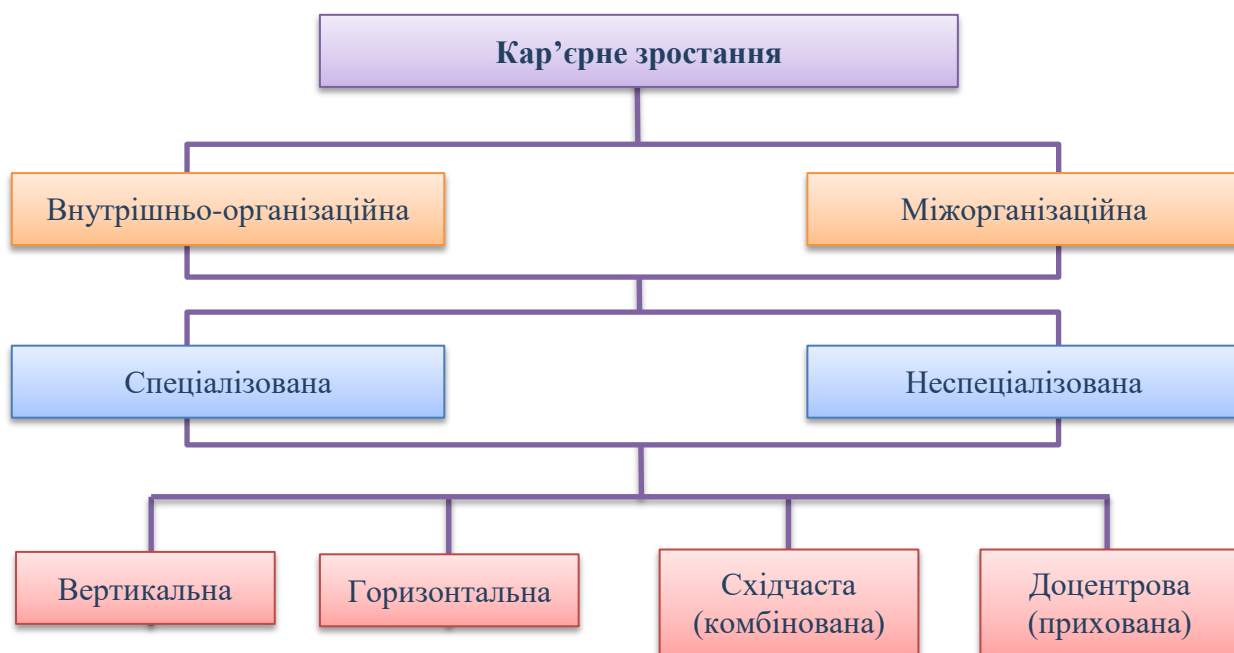 Кар’єрне зростання
Внутрішньо-організаційна
Міжорганізаційна
Спеціалізована
Неспеціалізована
Вертикальна
Горизонтальна
Східчаста
(комбінована)
Доцентрова
(прихована)